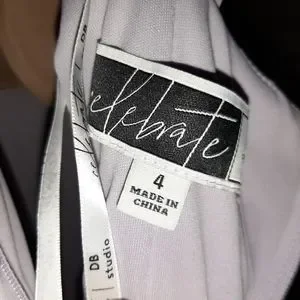 celebrate
4
MADE IN
CHINA
DB
studio